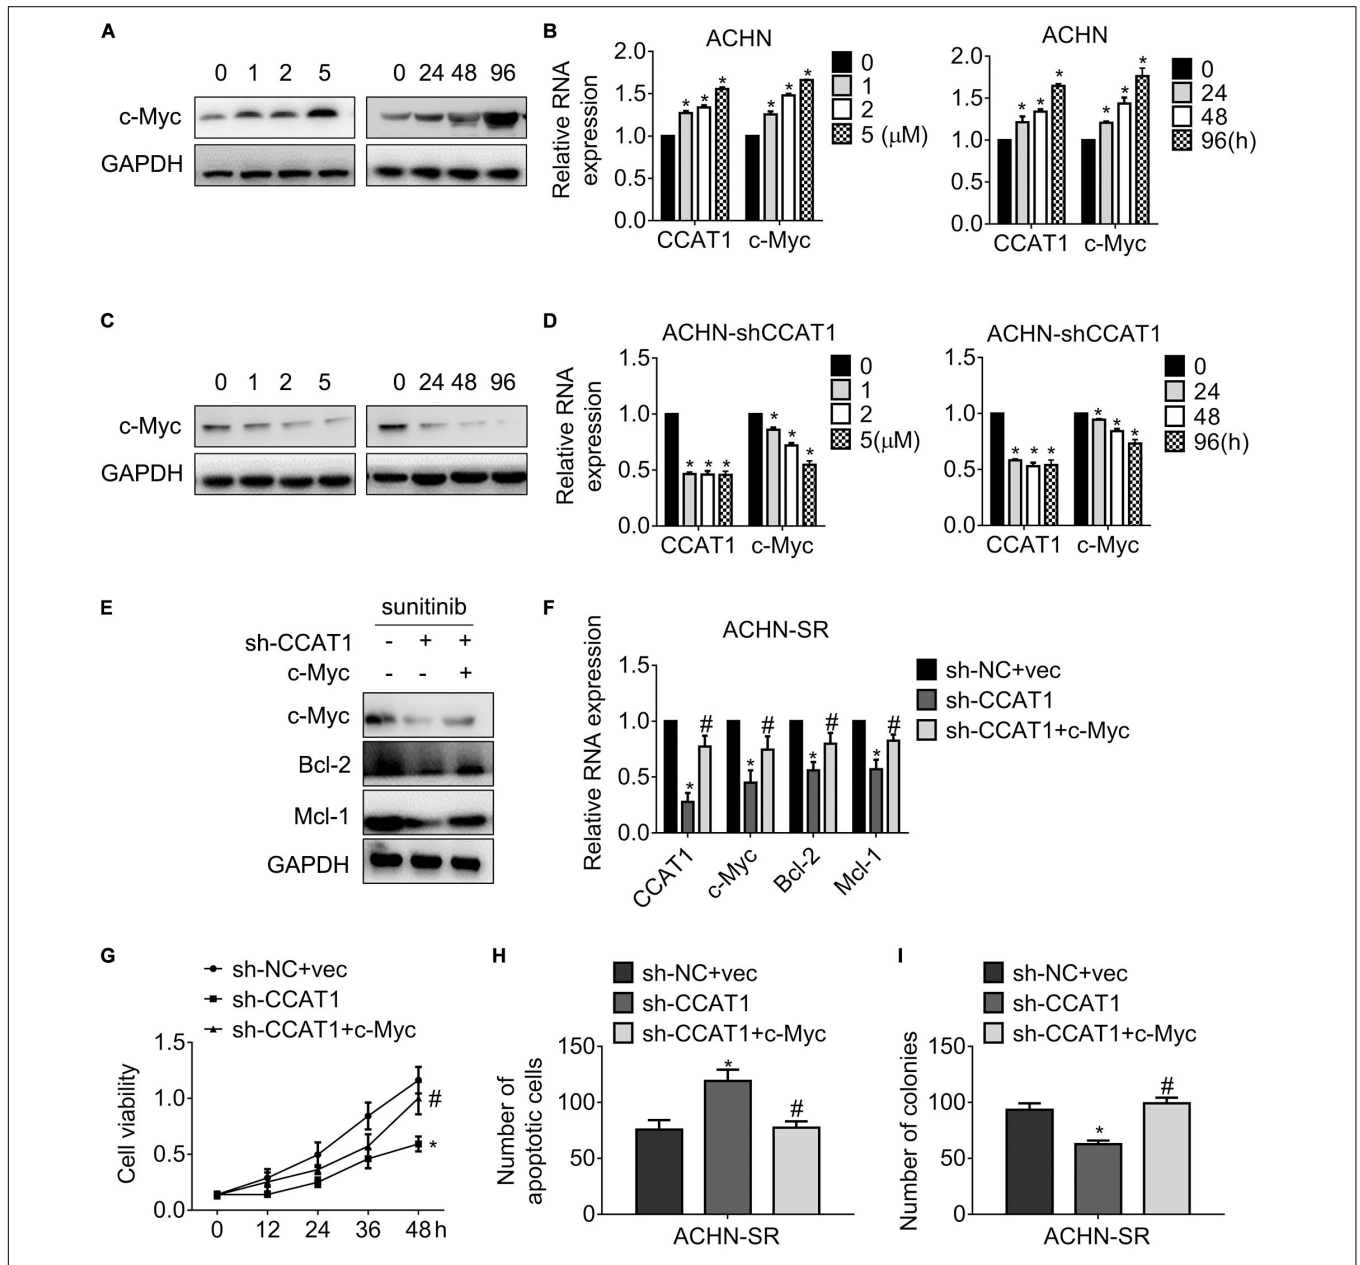 A
0 1 2 5
0 24 48 96
c-Myc
GAPDH
B
ACHN
Relative RNA
expression
2.0
1.5
1.0
0.5
0.0
CCAT1 c-Myc
0
1
2
5 (μM)
* * * * * *
ACHN
2.0
1.5
1.0
0.5
0.0
CCAT1 c-Myc
0
24
48
96(h)
* * * * * *
C
0 1 2 5
0 24 48 96
c-Myc
GAPDH
D
ACHN-shCCAT1
Relative RNA
expression
1.5
1.0
0.5
0.0
CCAT1 c-Myc
0
1
2
5(μM)
* * * * * *
ACHN-shCCAT1
1.5
1.0
0.5
0.0
CCAT1 c-Myc
0
24
48
96(h)
* * * * * *
E
sunitinib
sh-CCAT1 - + +
c-Myc - - +
c-Myc
Bcl-2
Mcl-1
GAPDH
F
ACHN-SR
Relative RNA expression
1.5
1.0
0.5
0.0
* # * # * # * #
CCAT1 c-Myc Bcl-2 Mcl-1
sh-NC+vec
sh-CCAT1
sh-CCAT1+c-Myc
G
sh-NC+vec
sh-CCAT1
sh-CCAT1+c-Myc
Cell viability
1.5
1.0
0.5
0.0
#
*
0 12 24 36 48 h
H
sh-NC+vec
sh-CCAT1
sh-CCAT1+c-Myc
Number of
apoptotic cells
150
100
50
0
* #
ACHN-SR
I
sh-NC+vec
sh-CCAT1
sh-CCAT1+c-Myc
Number of colonies
150
100
50
0
* #
ACHN-SR